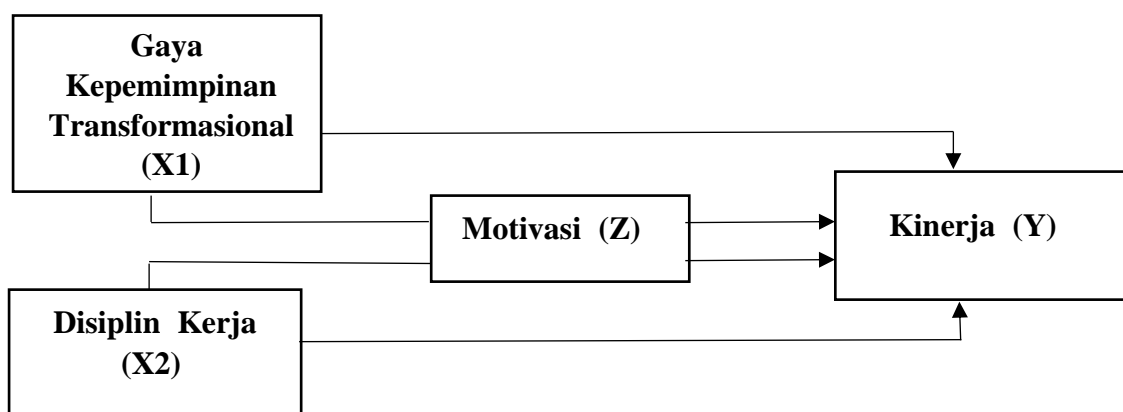 Gaya
Kepemimpinan
Transformasional
(X1)
Motivasi (Z)
Kinerja (Y)
Disiplin Kerja
(X2)